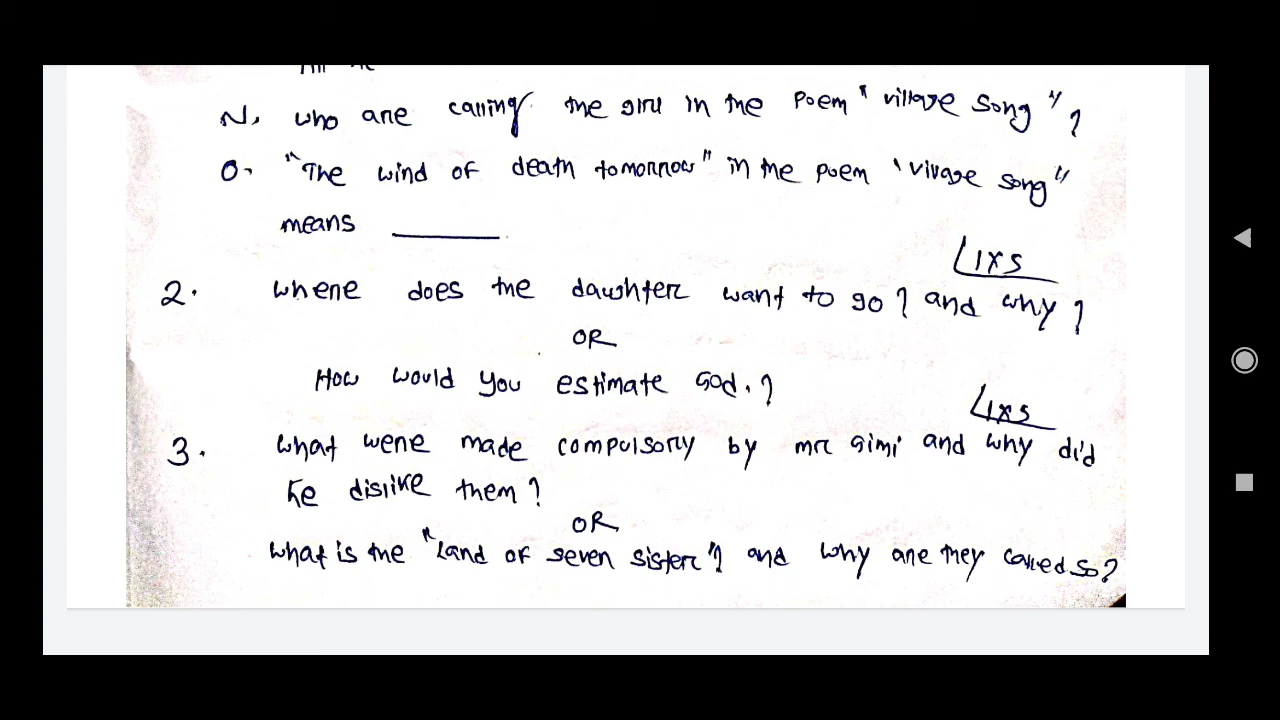 N, who are calling the girl in the poem "village song"?
O. "The wind of death tomorrow" in the poem "village song"
means ______
1x5
2. where does the daughter want to go? and why?
OR
How would you estimate God.?
1x5
3. what were made compulsory by mr Gimi and why did
he dislike them?
OR
what is the "land of seven sister"? and why are they called so?